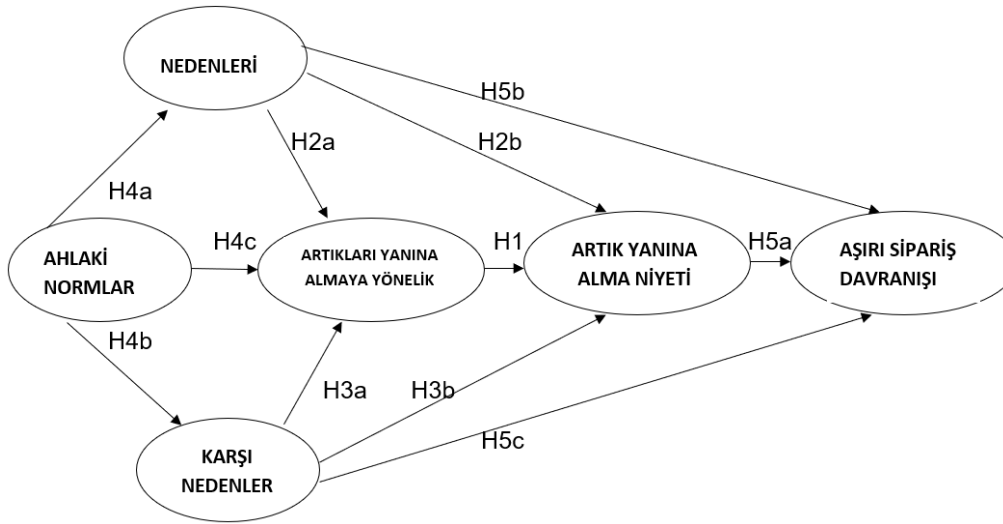 NEDENLERİ
H5b
H2b
H2a
H4a
AHLAKİ
NORMLAR
H4c
ARTIKLARI YANINA
ALMAYA YÖNELİK
H1
ARTIK YANINA
ALMA NİYETİ
H5a
AŞIRI SİPARİŞ
DAVRANIŞI
H4b
H3a
H3b
H5c
KARŞI
NEDENLER